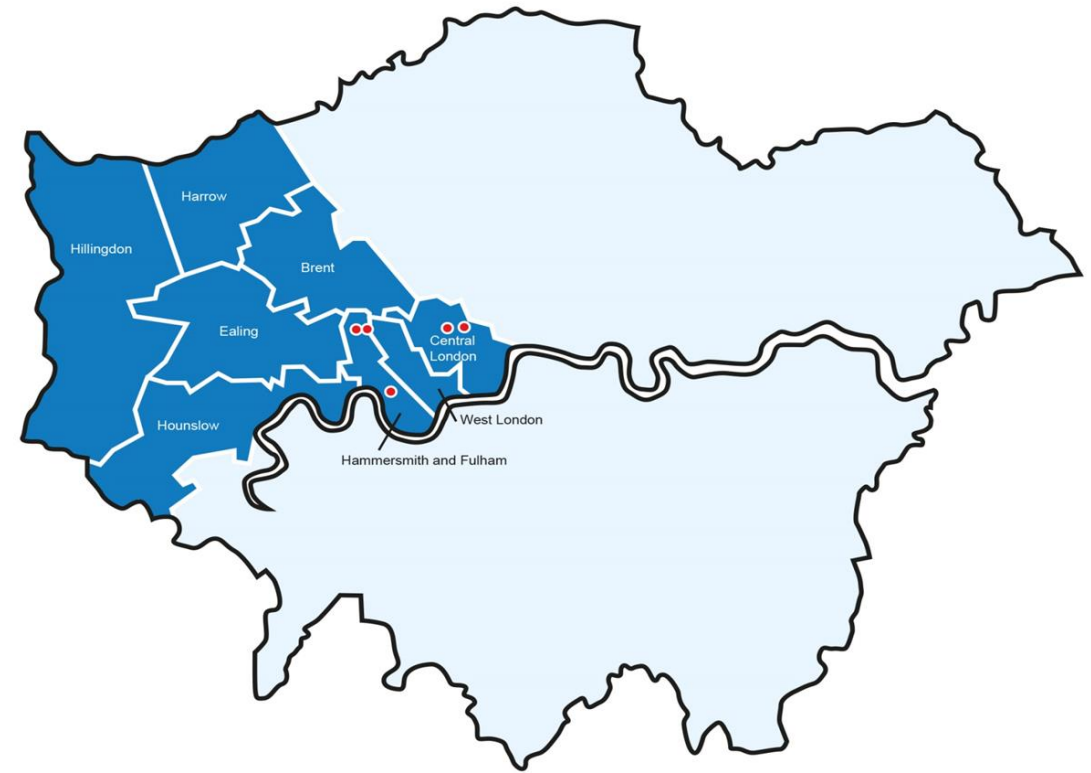 Harrow
Hillingdon
Brent
Ealing
Central
London
West London
Hounslow
Hammersmith and Fulham